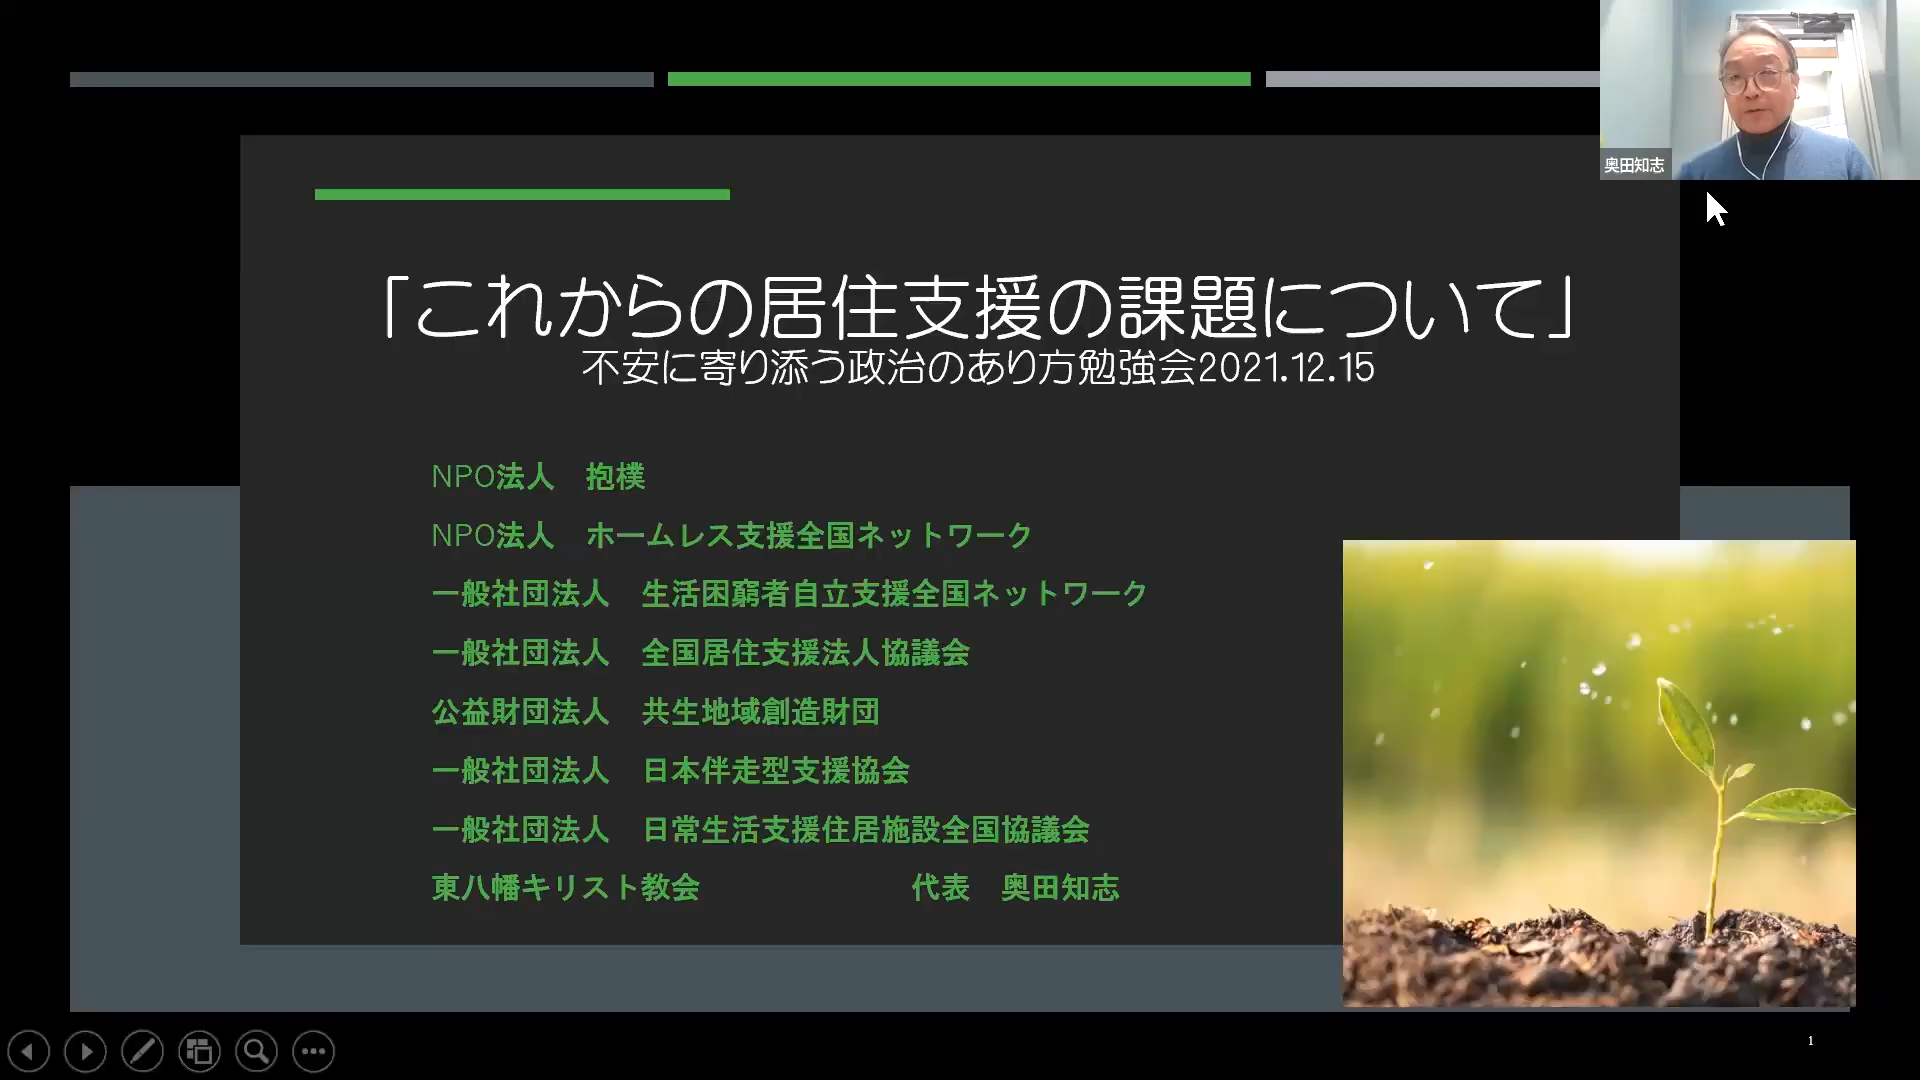 奥田知志
「これからの居住支援の課題について」
不安に寄り添う政治のあり方勉強会2021.12.15
NPO法人　抱樸
NPO法人　ホームレス支援全国ネットワーク
一般社団法人　生活困窮者自立支援全国ネットワーク
一般社団法人　全国居住支援法人協議会
公益財団法人　共生地域創造財団
一般社団法人　日本伴走型支援協会
一般社団法人　日常生活支援住居施設全国協議会
東八幡キリスト教会　　　　　　　代表　奥田知志
1